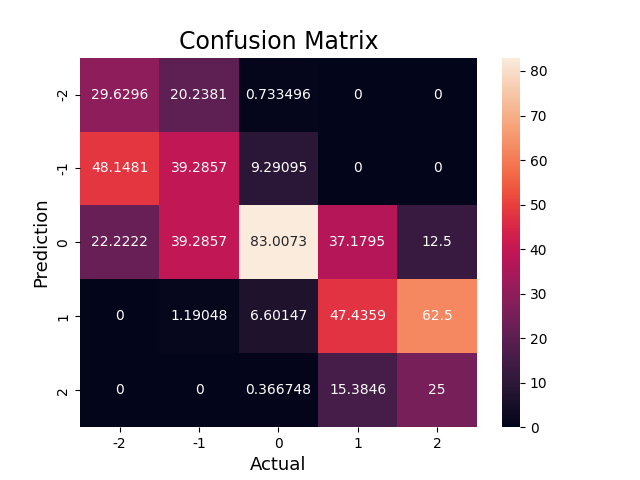 Confusion Matrix
80
-2 29.6296 20.2381 0.733496 0 0
70
60
-1 48.1481 39.2857 9.29095 0 0
50
Prediction
0 22.2222 39.2857 83.0073 37.1795 12.5
40
30
1 0 1.19048 6.60147 47.4359 62.5
20
2 0 0 0.366748 15.3846 25
10
0
-2 -1 0 1 2
Actual